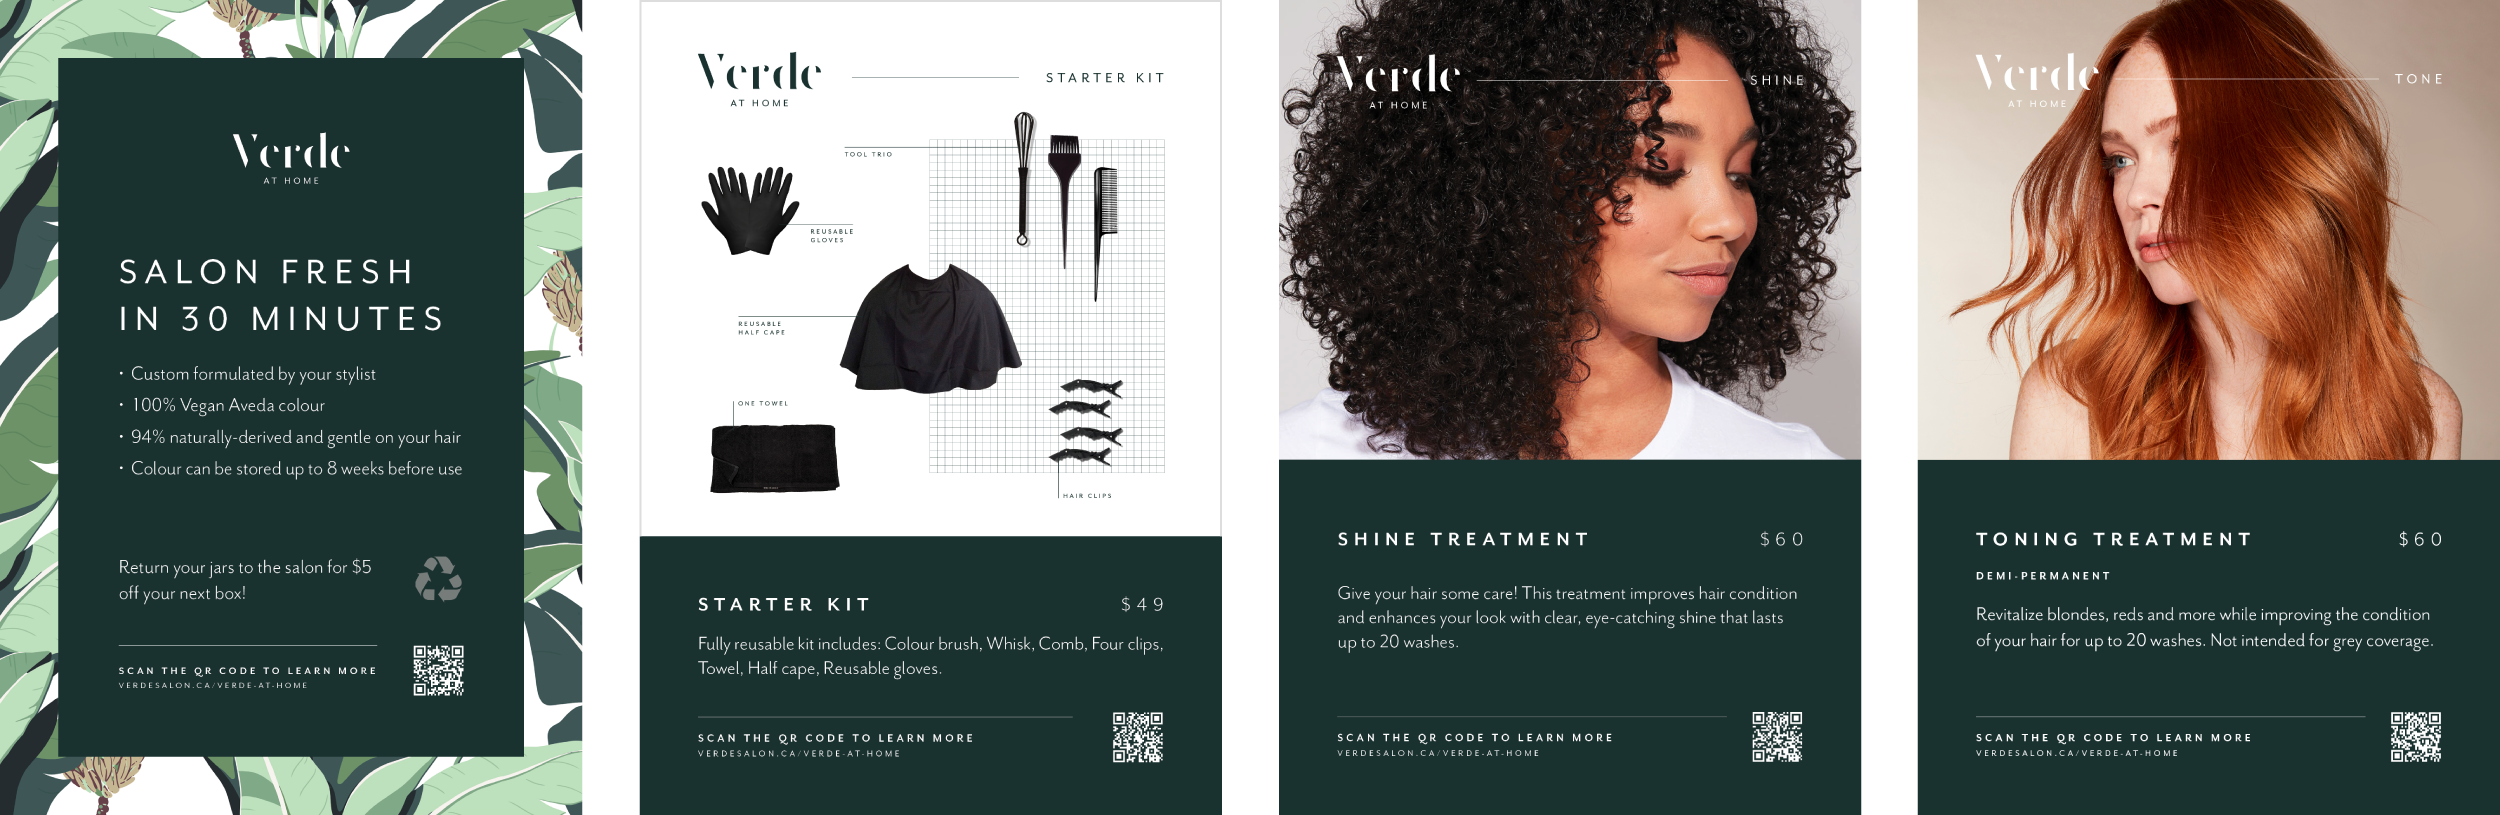 Verde
AT HOME
SALON FRESH
IN 30 MINUTES
• Custom formulated by your stylist
• 100% Vegan Aveda colour
• 94% naturally-derived and gentle on your hair
• Colour can be stored up to 8 weeks before use
Return your jars to the salon for $5
off your next box!
SCAN THE QR CODE TO LEARN MORE
VERDESALON.CA/VERDE-AT-HOME
Verde
AT HOME
STARTER KIT
TOOL TRIO
REUSABLE
GLOVES
REUSABLE
HALF CAPE
ONE TOWEL
HAIR CLIPS
STARTER KIT
$49
Fully reusable kit includes: Colour brush, Whisk, Comb, Four clips,
Towel, Half cape, Reusable gloves.
SCAN THE QR CODE TO LEARN MORE
VERDESALON.CA/VERDE-AT-HOME
Verde
AT HOME
SHINE
SHINE TREATMENT
$60
Give your hair some care! This treatment improves hair condition
and enhances your look with clear, eye-catching shine that lasts
up to 20 washes.
SCAN THE QR CODE TO LEARN MORE
VERDESALON.CA/VERDE-AT-HOME
Verde
AT HOME
TONE
TONING TREATMENT
$60
DEMI-PERMANENT
Revitalize blondes, reds and more while improving the condition
of your hair for up to 20 washes. Not intended for grey coverage.
SCAN THE QR CODE TO LEARN MORE
VERDESALON.CA/VERDE-AT-HOME